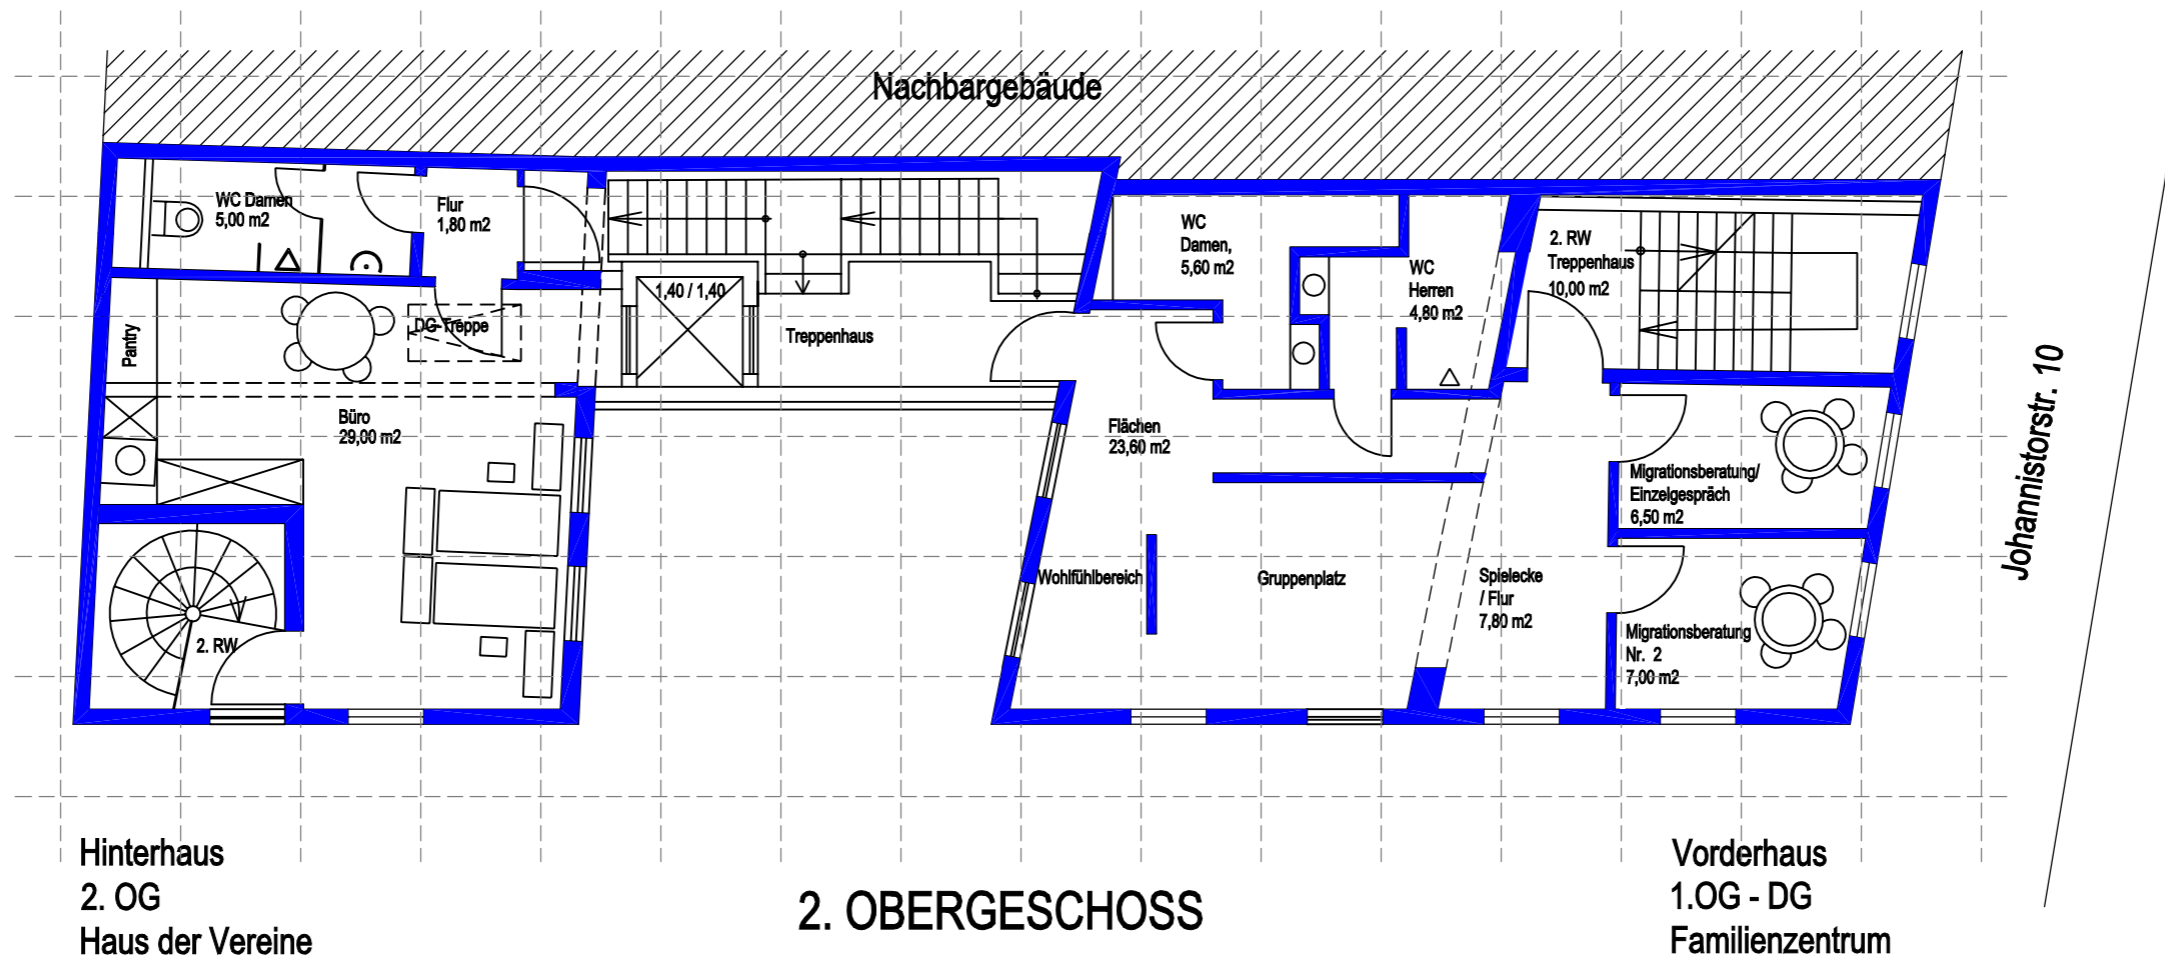 Nachbargebäude
WC Damen
5,00 m2
Flur
1,80 m2
WC
Damen,
5,60 m2
WC
Herren
4,80 m2
2. RW
Treppenhaus
10,00 m2
1,40 / 1,40
DG-Treppe
Treppenhaus
Pantry
Büro
29,00 m2
Flächen
23,60 m2
Migrationsberatung/
Einzelgespräch
6,50 m2
Johannistorstr. 10
Wohlfühlbereich
Gruppenplatz
Spielecke
/ Flur
7,80 m2
2. RW
Migrationsberatung
Nr. 2
7,00 m2
Hinterhaus
2. OG
Haus der Vereine
2. OBERGESCHOSS
Vorderhaus
1.OG - DG
Familienzentrum